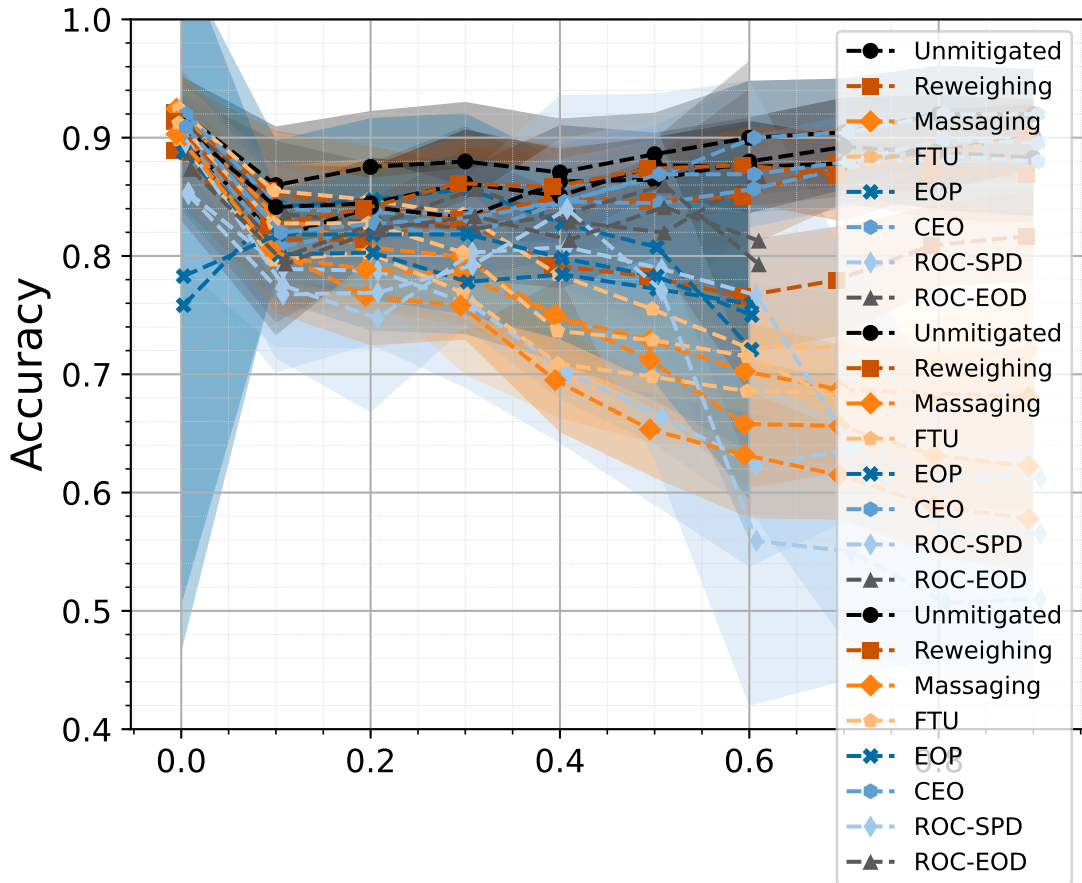 1.0
0.9
0.8
0.7
0.6
0.5
0.4
Accuracy
0.0
0.2
0.4
0.6
0.8
Unmitigated
Reweighing
Massaging
FTU
EOP
CEO
ROC-SPD
ROC-EOD
Unmitigated
Reweighing
Massaging
FTU
EOP
CEO
ROC-SPD
ROC-EOD
Unmitigated
Reweighing
Massaging
FTU
EOP
CEO
ROC-SPD
ROC-EOD